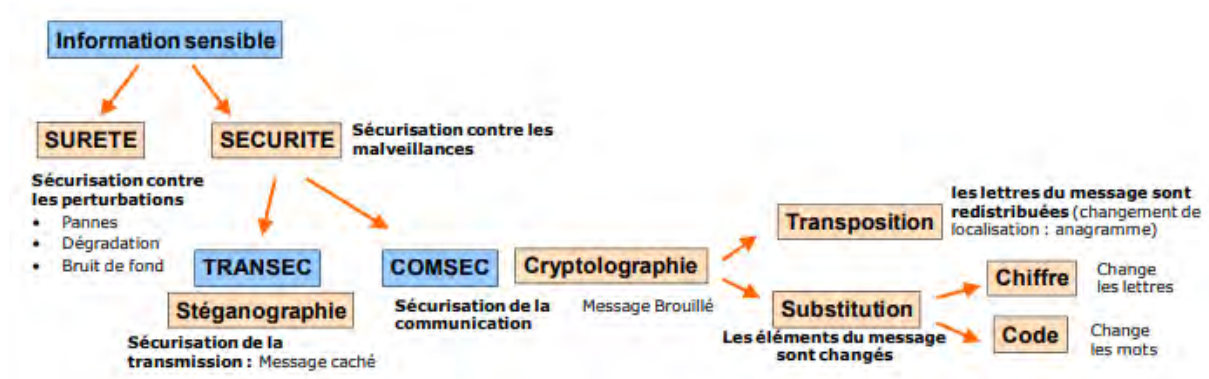 Information sensible
SURETE
SECURITE
Sécurisation contre les
malveillances
Sécurisation contre
les perturbations
• Pannes
• Dégradation
• Bruit de fond
TRANSEC
Stéganographie
Sécurisation de la
transmission : Message caché
COMSEC
Sécurisation de la
communication
Cryptolographie
Message Brouillé
Transposition
les lettres du message sont
redistribuées (changement de
localisation : anagramme)
Substitution
Les éléments du message
sont changés
Chiffre
Change
les lettres
Code
Change
les mots